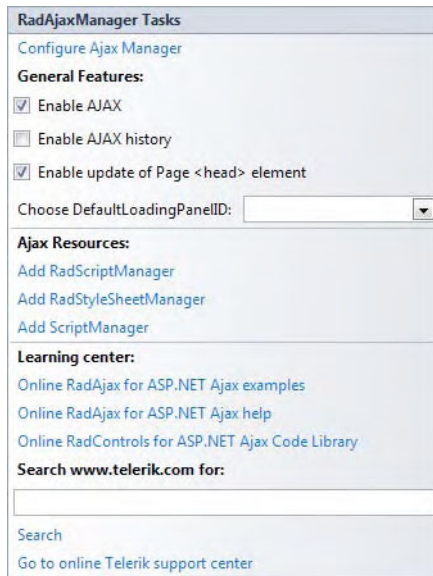 RadAjaxManager Tasks
Configure Ajax Manager
General Features:
Enable AJAX
Enable AJAX history
Enable update of Page <head> element
Choose DefaultLoadingPanelID:
Ajax Resources:
Add RadScriptManager
Add RadStyleSheetManager
Add ScriptManager
Learning center:
Online RadAjax for ASP.NET Ajax examples
Online RadAjax for ASP.NET Ajax help
Online RadControls for ASP.NET Ajax Code Library
Search www.telerik.com for:
Search
Go to online Telerik support center